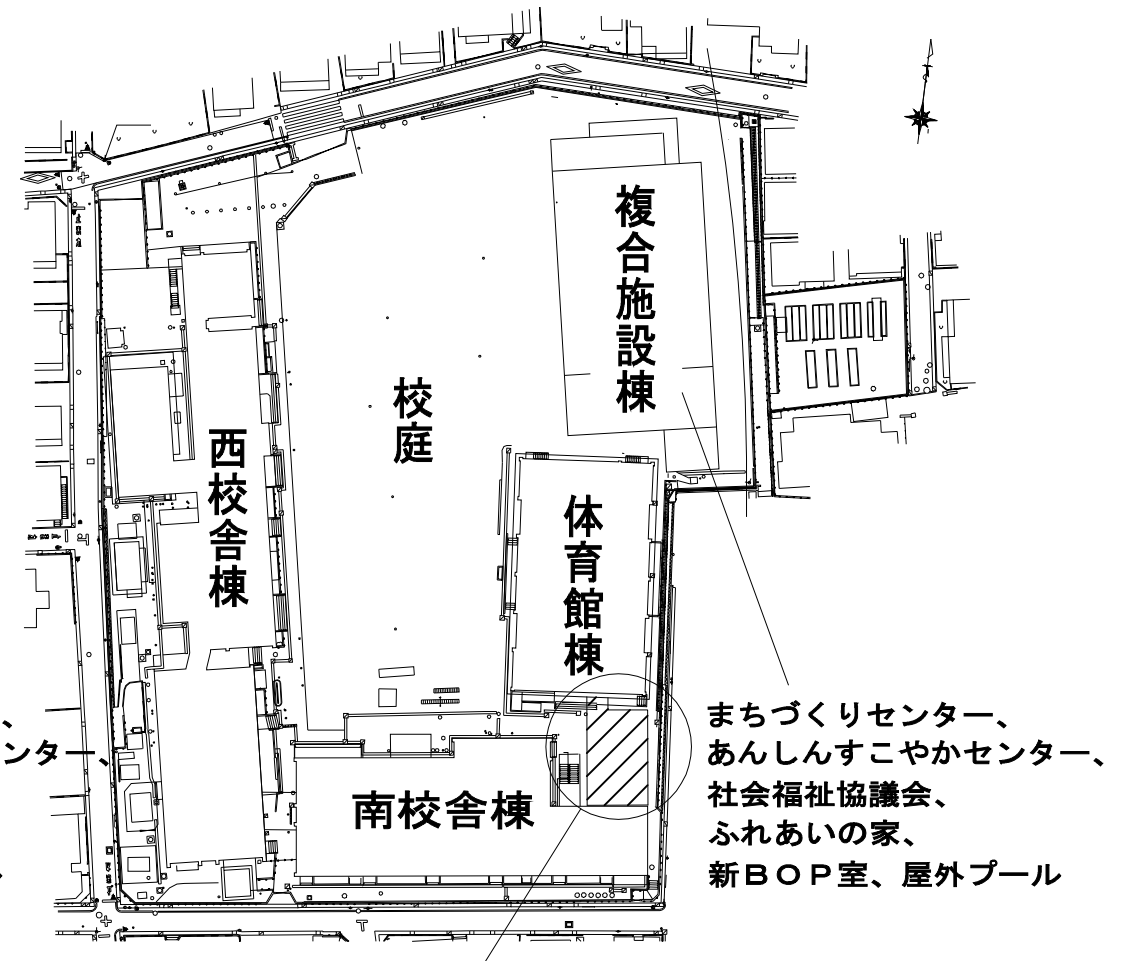 複合施設棟
校庭
西校舎棟
体育館棟
南校舎棟
まちづくりセンター、
あんしんすこやかセンター、
社会福祉協議会、
ふれあいの家、
新BOP室、屋外プール
、
ンター、